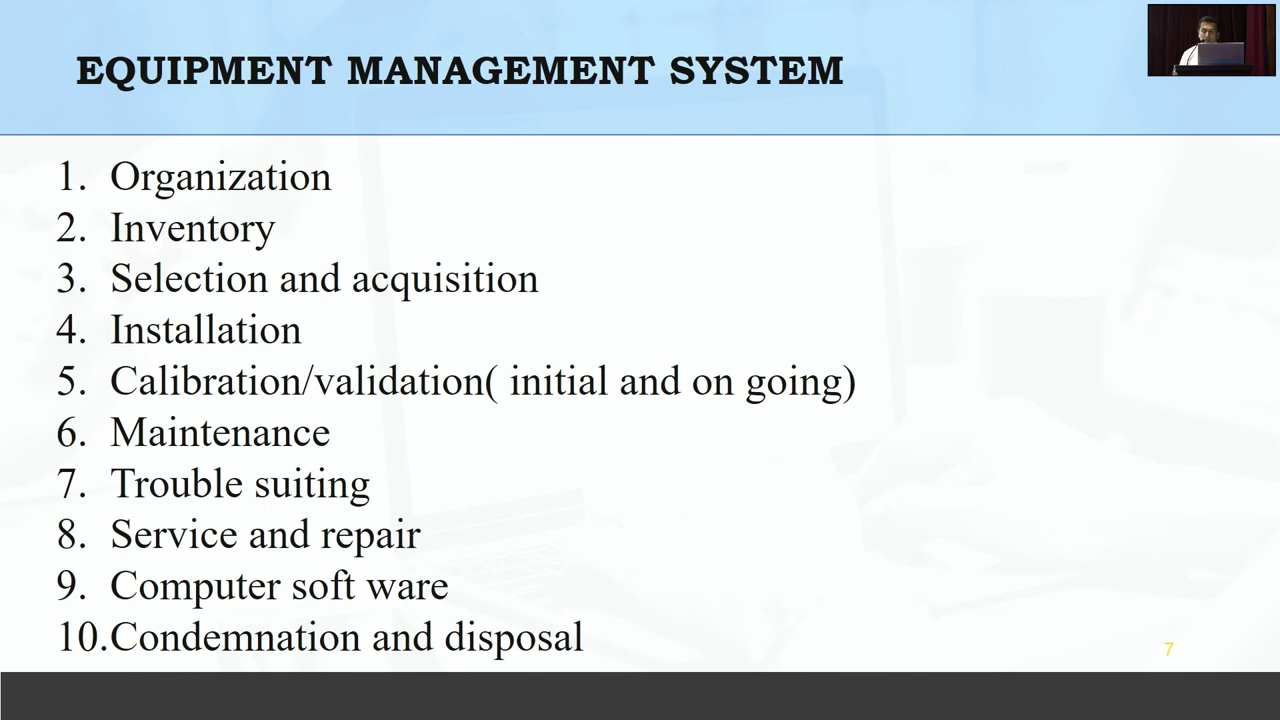 EQUIPMENT MANAGEMENT SYSTEM
1. Organization
2. Inventory
3. Selection and acquisition
4. Installation
5. Calibration/validation( initial and on going)
6. Maintenance
7. Trouble suiting
8. Service and repair
9. Computer soft ware
10.Condemnation and disposal
7